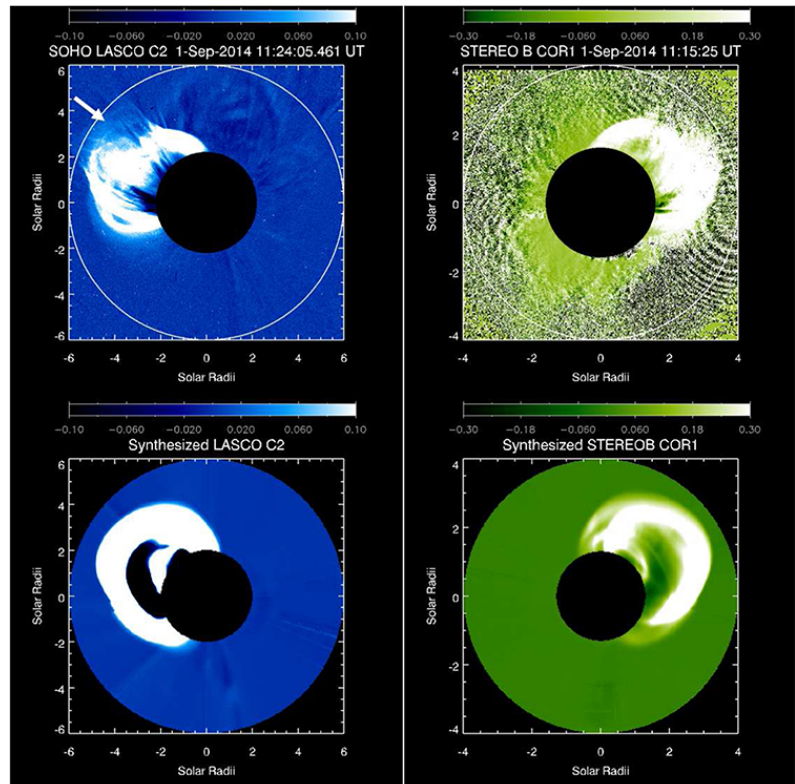 −0.10 −0.060 −0.020 0.020 0.060 0.10
SOHO LASCO C2 1-Sep-2014 11:24:05.461 UT
6
4
2
0
−2
−4
−6
Solar Radii
−6 −4 −2 0 2 4 6
Solar Radii
−0.30 −0.18 −0.060 0.060 0.18 0.30
STEREO B COR1 1-Sep-2014 11:15:25 UT
4
2
0
−2
−4
Solar Radii
−4 −2 0 2 4
Solar Radii
−0.10 −0.060 −0.020 0.020 0.060 0.10
Synthesized LASCO C2
6
4
2
0
−2
−4
−6
Solar Radii
−6 −4 −2 0 2 4 6
Solar Radii
−0.30 −0.18 −0.060 0.060 0.18 0.30
Synthesized STEREOB COR1
4
2
0
−2
−4
Solar Radii
−4 −2 0 2 4
Solar Radii